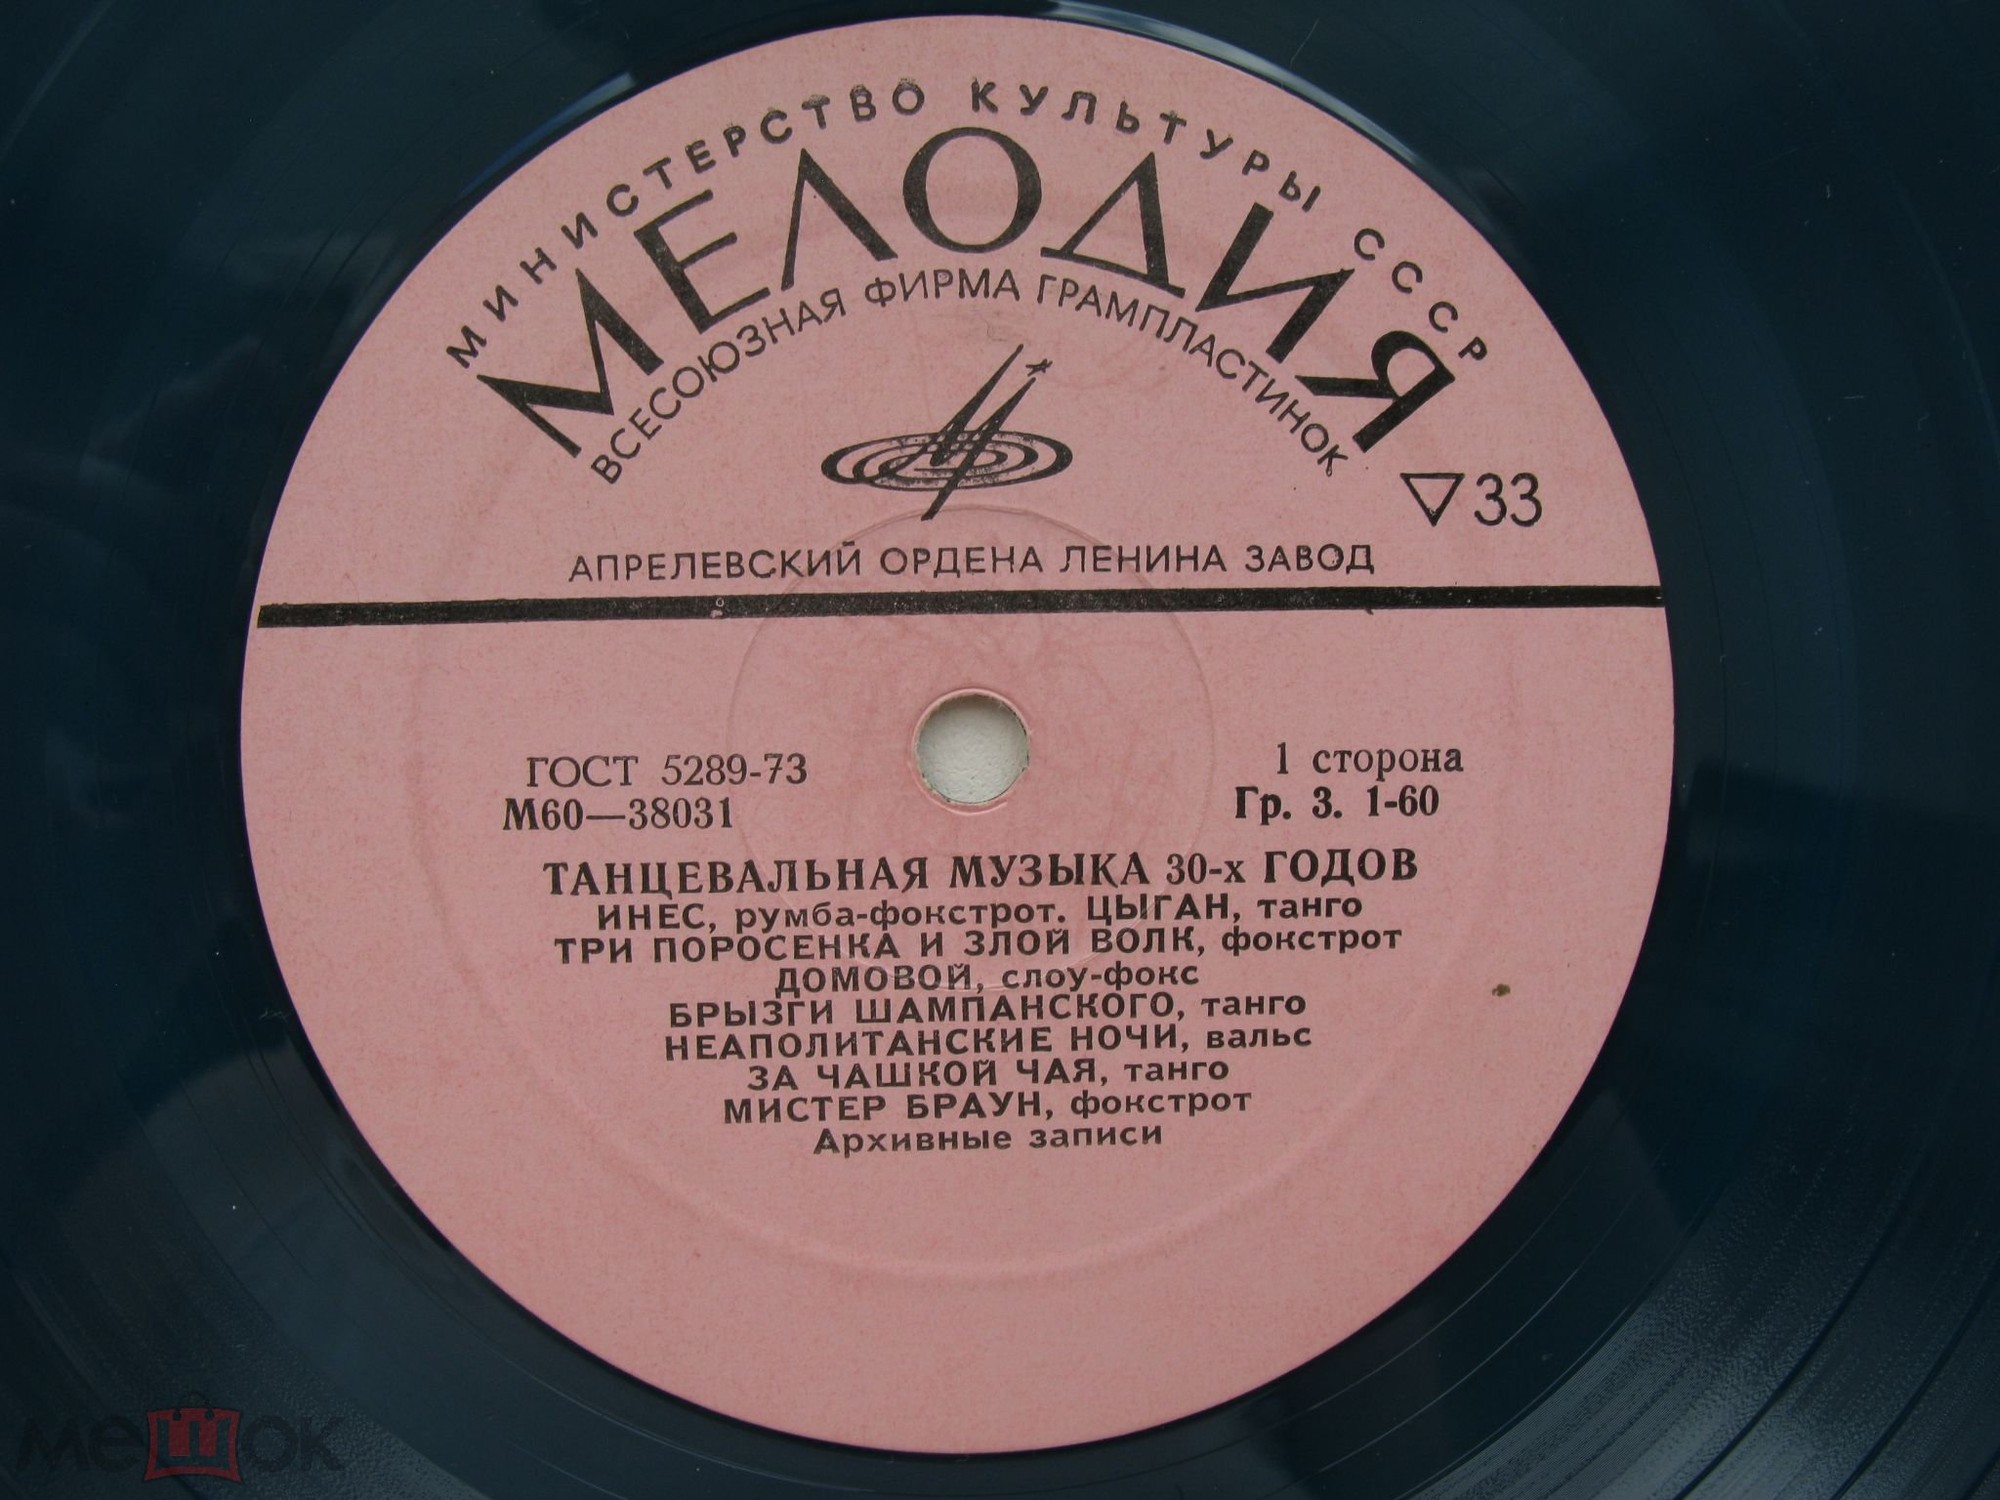 МИНИСТЕРСТВО КУЛЬТУРЫ СССР
МЕЛОДИЯ
ВСЕСОЮЗНАЯ ФИРМА ГРАМПЛАСТИНОК
▽33
АПРЕЛЕВСКИЙ ОРДЕНА ЛЕНИНА ЗАВОД
ГОСТ 5289-73
1 сторона
М60—38031
Гр. 3. 1-60
ТАНЦЕВАЛЬНАЯ МУЗЫКА 30-х ГОДОВ
ИНЕС, румба-фокстрот. ЦЫГАН, танго
ТРИ ПОРОСЕНКА И ЗЛОЙ ВОЛК, фокстрот
ДОМОВОЙ, слоу-фокс
БРЫЗГИ ШАМПАНСКОГО, танго
НЕАПОЛИТАНСКИЕ НОЧИ, вальс
ЗА ЧАШКОЙ ЧАЯ, танго
МИСТЕР БРАУН, фокстрот
Архивные записи
мешок